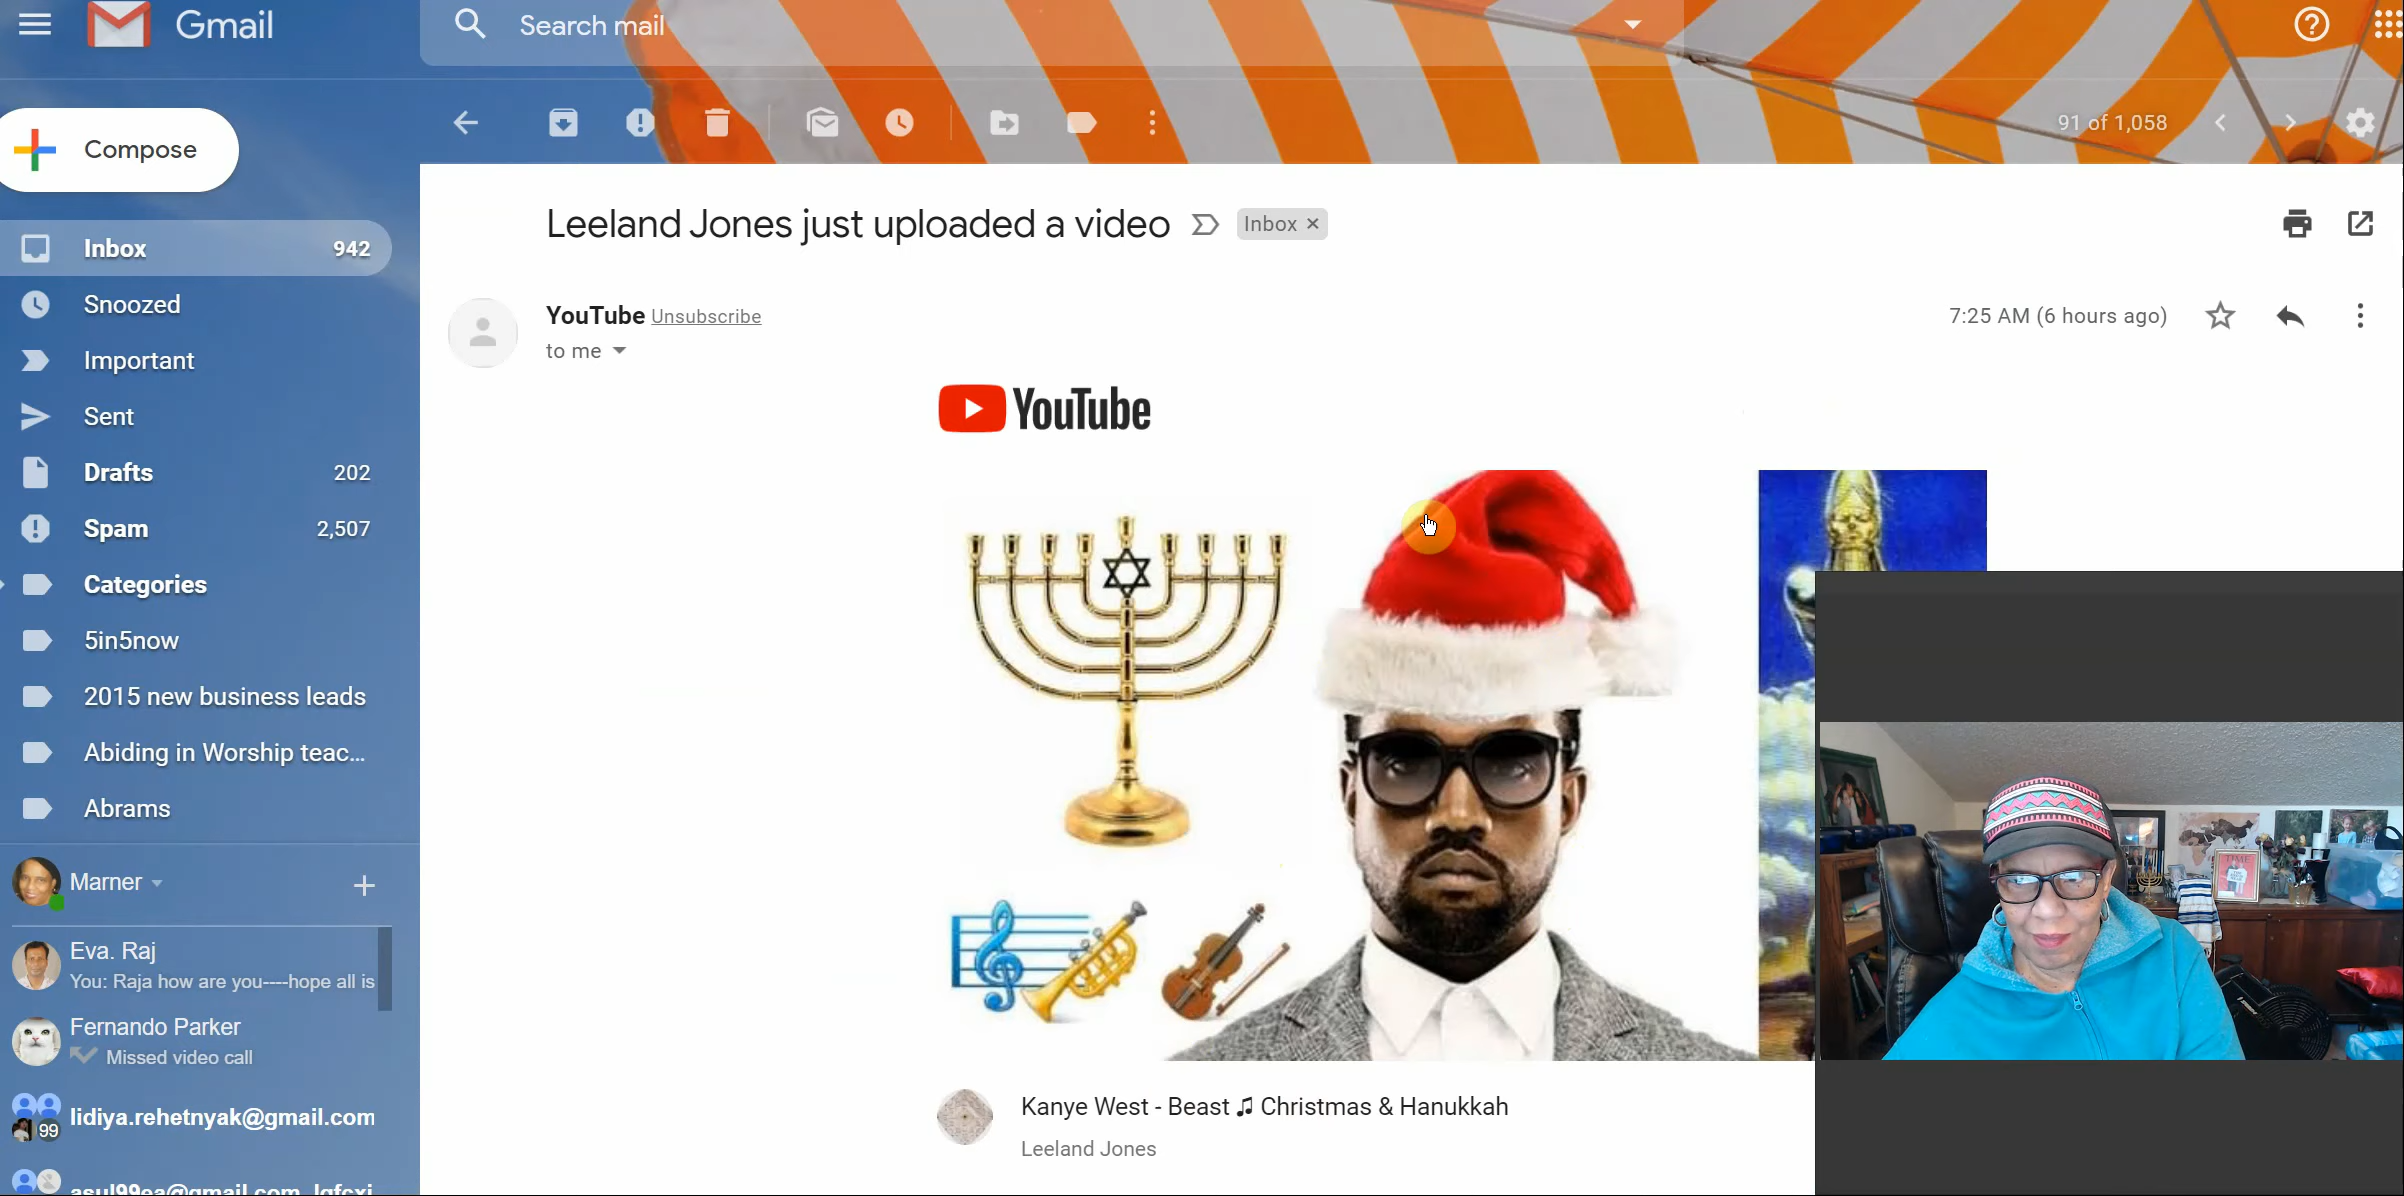 Gmail
Search mail
Compose
91 of 1,058
Inbox 942
Snoozed
Important
Sent
Drafts 202
Spam 2,507
Categories
5in5now
2015 new business leads
Abiding in Worship teac...
Abrams
Marner
Eva. Raj
You: Raja how are you----hope all is
Fernando Parker
Missed video call
99
lidiya.rehetnyak@gmail.com
Leeland Jones just uploaded a video
Inbox ×
YouTube Unsubscribe
7:25 AM (6 hours ago)
to me
YouTube
TIME
Kanye West - Beast ♫ Christmas & Hanukkah
Leeland Jones